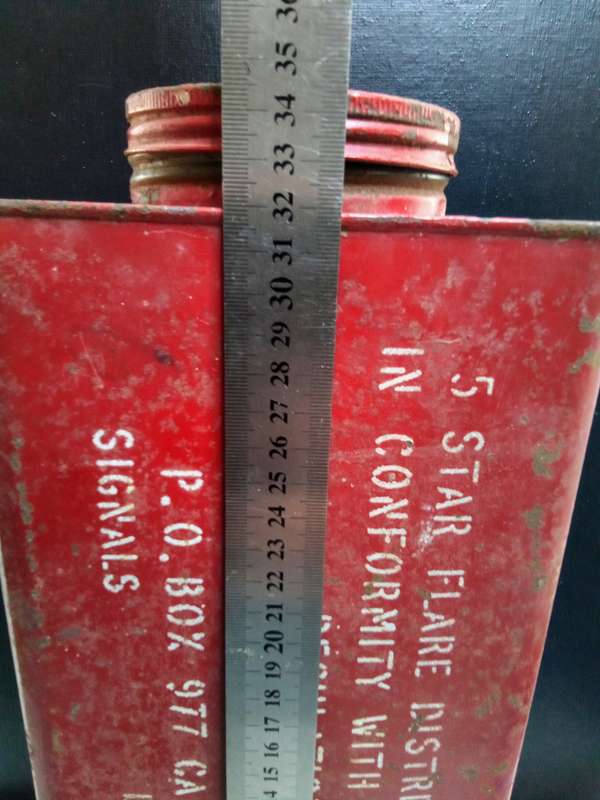 5 STAR FLARE DISTR
IN CONFORMITY WITH
P.O. BOX 977 CA
SIGNALS
15 16 17 18 19 20 21 22 23 24 25 26 27 28 29 30 31 32 33 34 35 36